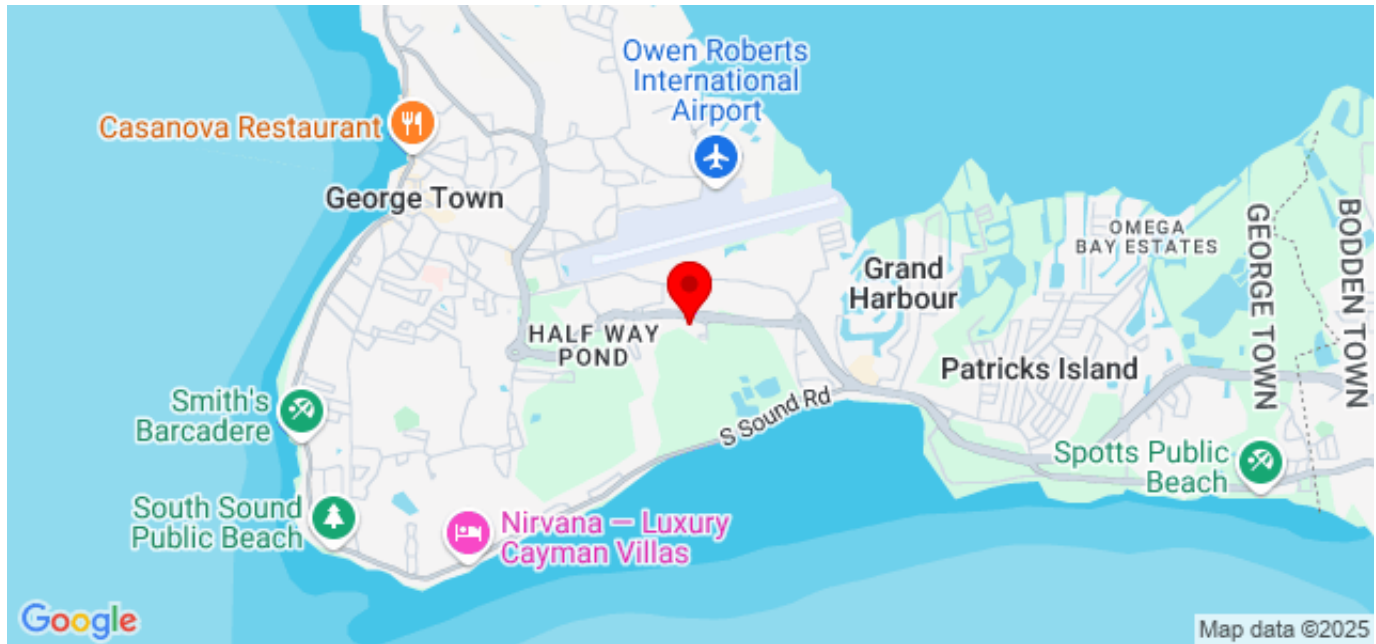 Owen Roberts
International
Airport
Casanova Restaurant
George Town
OMEGA
BAY ESTATES
GEORGE TOWN
BODDEN TOWN
Grand
Harbour
HALF WAY
POND
Patricks Island
Smith's
Barcadere
S Sound Rd
Spotts Public
Beach
South Sound
Public Beach
Nirvana — Luxury
Cayman Villas
Google
Map data ©2025